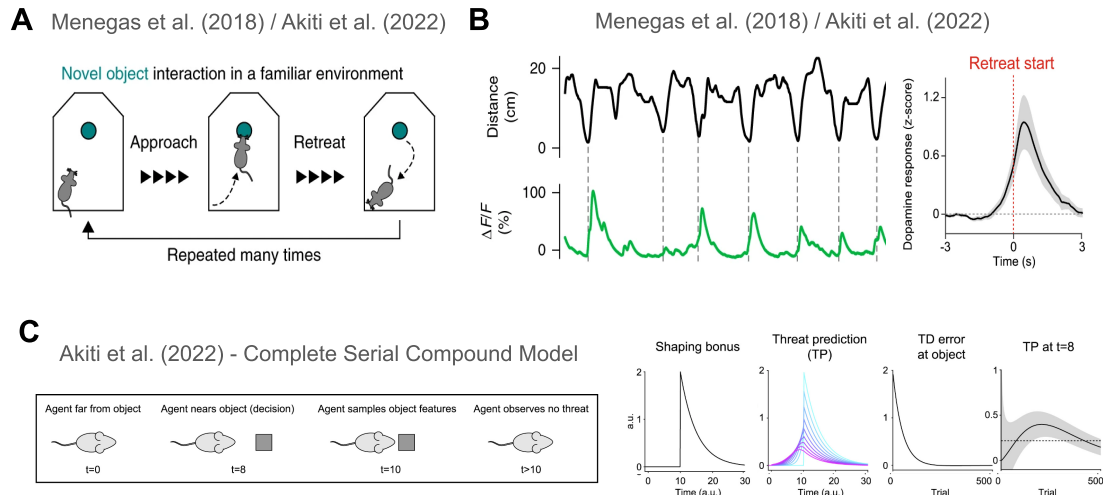 A Menegas et al. (2018) / Akiti et al. (2022)
Novel object interaction in a familiar environment
Approach
Retreat
Repeated many times
B Menegas et al. (2018) / Akiti et al. (2022)
Distance
(cm)
20
0
ΔF/F
(%)
100
0
Retreat start
Dopamine response (z-score)
1.2
0.6
0
-3
0
3
Time (s)
C
Akiti et al. (2022) - Complete Serial Compound Model
Agent far from object
Agent nears object (decision)
Agent samples object features
Agent observes no threat
t=0
t=8
t=10
t>10
Shaping bonus
a.u.
2
1
0
0 10 20 30
Time (a.u.)
Threat prediction
(TP)
2
1
0
0 10 20 30
Time (a.u.)
TD error
at object
2
1
0
0 500
Trial
TP at t=8
1
0.5
0
0 500
Trial